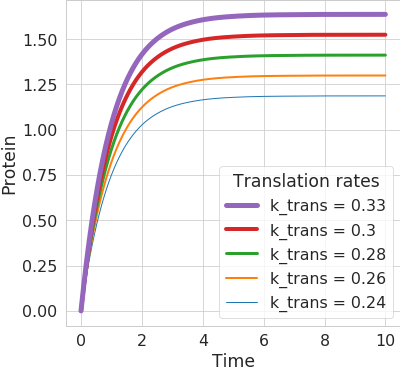 1.50
1.25
1.00
0.75
0.50
0.25
0.00
Protein
Translation rates
k_trans = 0.33
k_trans = 0.3
k_trans = 0.28
k_trans = 0.26
k_trans = 0.24
0 2 4 6 8 10
Time